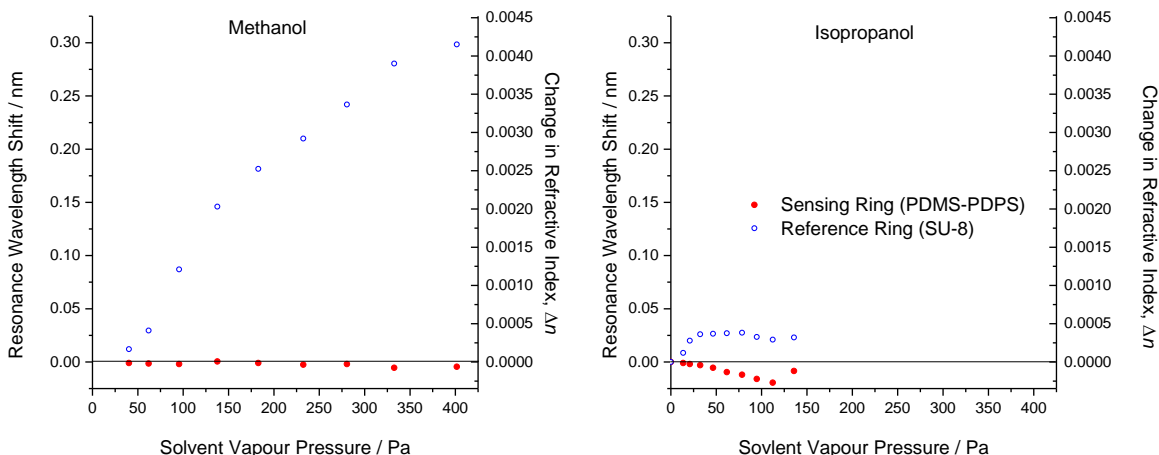 Methanol
0.30
0.25
0.20
0.15
0.10
0.05
0.00
Resonance Wavelength Shift / nm
0.0045
0.0040
0.0035
0.0030
0.0025
0.0020
0.0015
0.0010
0.0005
0.0000
Change in Refractive Index, Δn
0 50 100 150 200 250 300 350 400
Solvent Vapour Pressure / Pa
Isopropanol
0.30
0.25
0.20
0.15
0.10
0.05
0.00
Resonance Wavelength Shift / nm
Sensing Ring (PDMS-PDPS)
Reference Ring (SU-8)
0.0045
0.0040
0.0035
0.0030
0.0025
0.0020
0.0015
0.0010
0.0005
0.0000
Change in Refractive Index, Δn
0 50 100 150 200 250 300 350 400
Sovlent Vapour Pressure / Pa